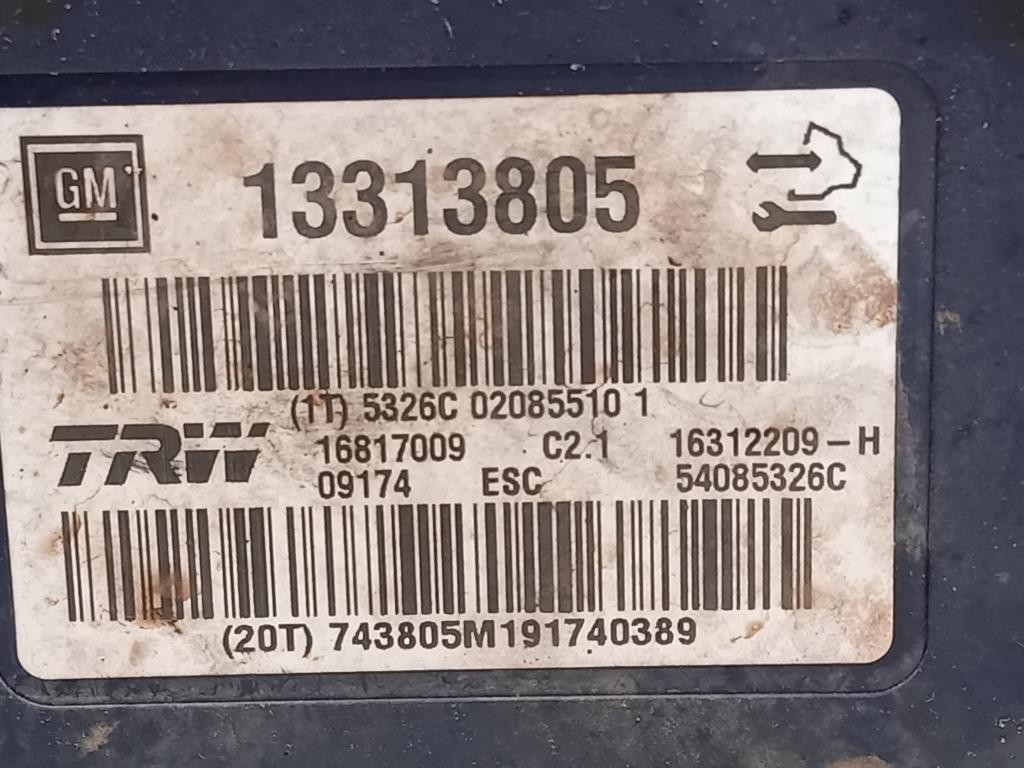 GM 13313805
(1T) 5326C 02085510 1
TRW 16817009 C2.1 16312209-H
09174 ESC 54085326C
(20T) 743805M191740389